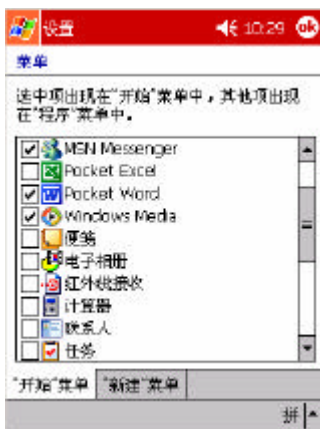 设置 10:29 ok
菜单
选中项出现在“开始”菜单中，其他项出现
在“程序”菜单中。
MSN Messenger
Pocket Excel
Pocket Word
Windows Media
便笺
电子相册
红外线接收
计算器
联系人
任务
“开始”菜单 “新建”菜单
拼